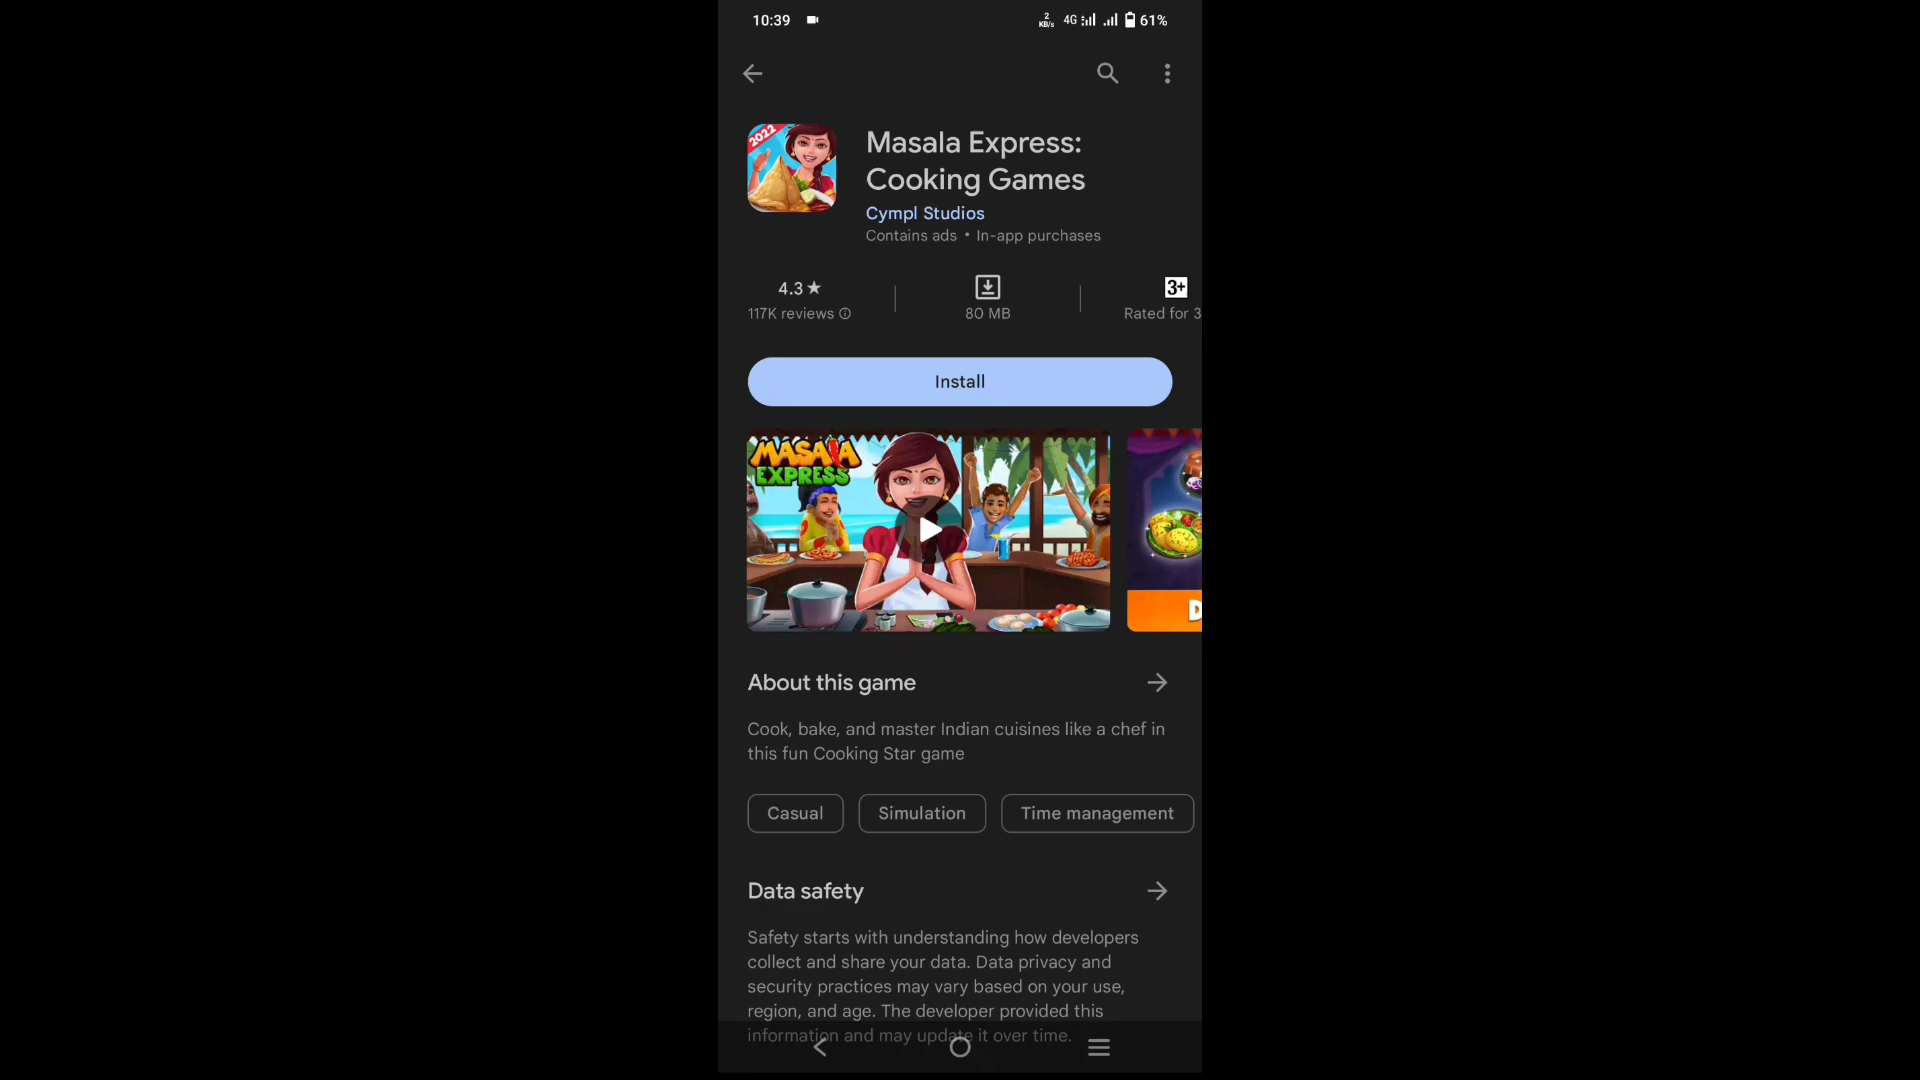 10:39
2
KB/s
4G
61%
2022
Masala Express:
Cooking Games
Cympl Studios
Contains ads • In-app purchases
4.3★
3+
117K reviews
80 MB
Rated for 3
Install
MASALA
EXPRESS
D
About this game
Cook, bake, and master Indian cuisines like a chef in
this fun Cooking Star game
Casual
Simulation
Time management
Data safety
Safety starts with understanding how developers
collect and share your data. Data privacy and
security practices may vary based on your use,
region, and age. The developer provided this
information and may update it over time.